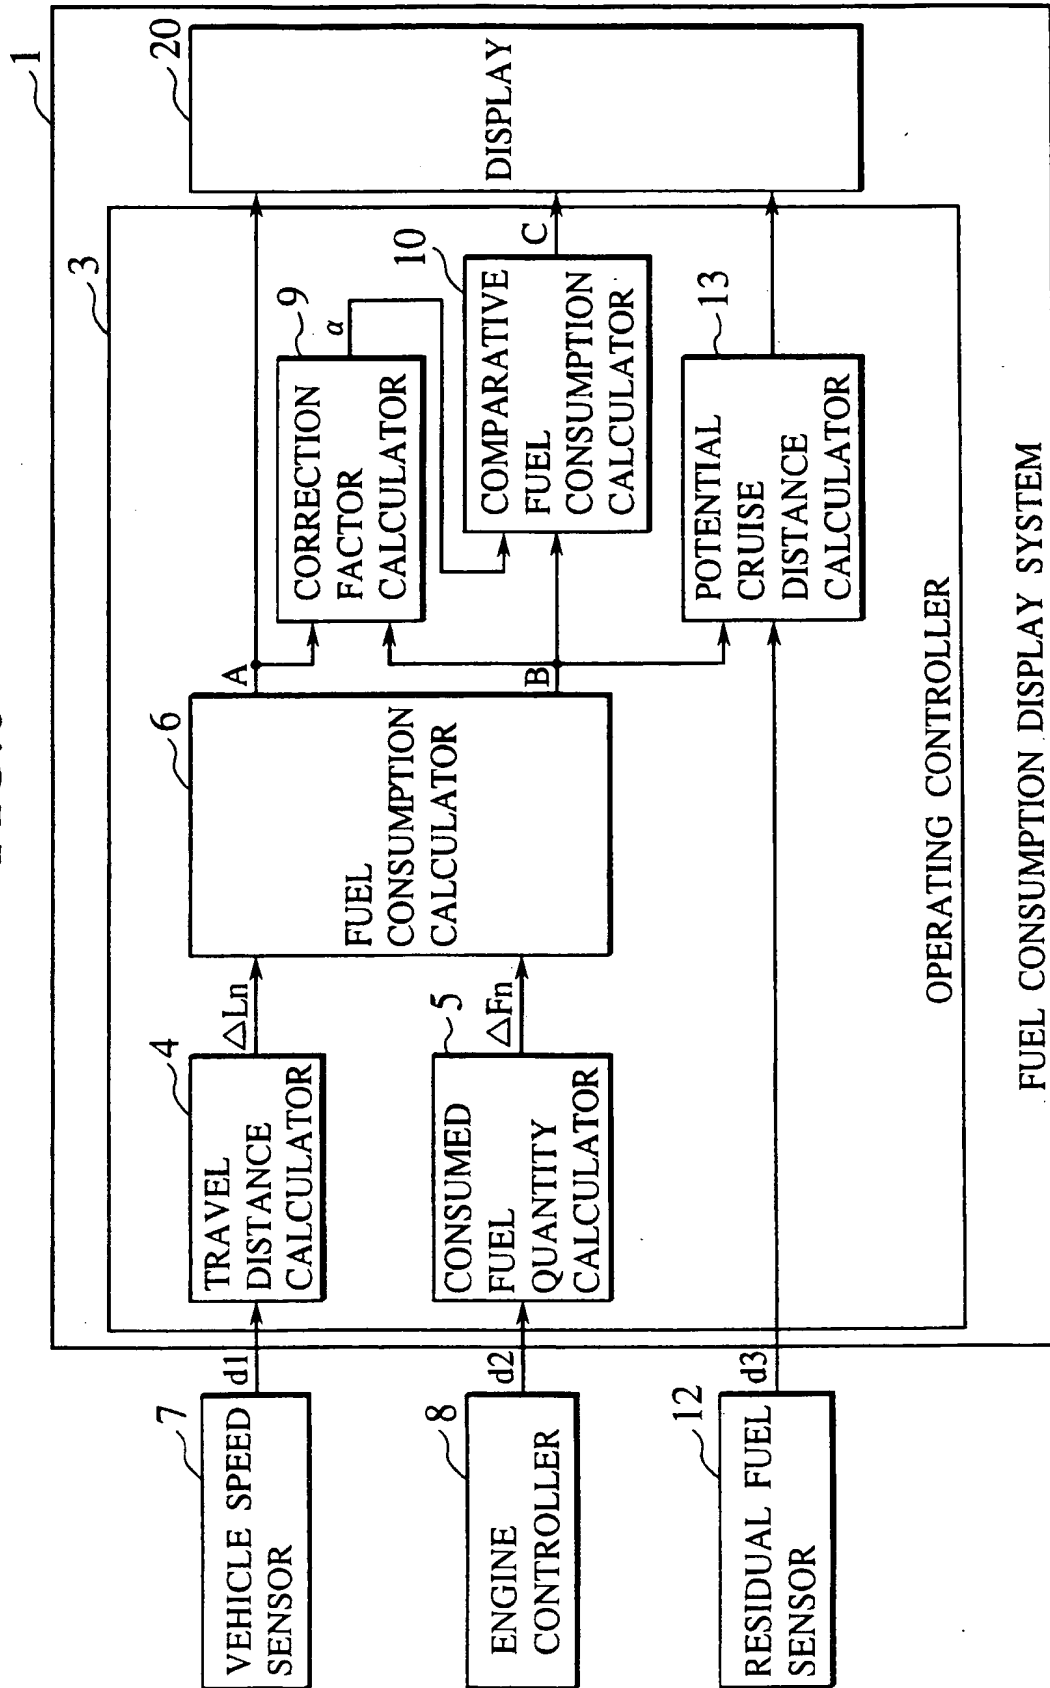 1
3
20
7
VEHICLE SPEED
SENSOR
d1
4
TRAVEL
DISTANCE
CALCULATOR
△Ln
6
FUEL
CONSUMPTION
CALCULATOR
A
B
9
CORRECTION
FACTOR
CALCULATOR
α
10
COMPARATIVE
FUEL
CONSUMPTION
CALCULATOR
C
DISPLAY
8
ENGINE
CONTROLLER
d2
5
CONSUMED
FUEL
QUANTITY
CALCULATOR
△Fn
12
RESIDUAL FUEL
SENSOR
d3
13
POTENTIAL
CRUISE
DISTANCE
CALCULATOR
OPERATING CONTROLLER
FUEL CONSUMPTION DISPLAY SYSTEM